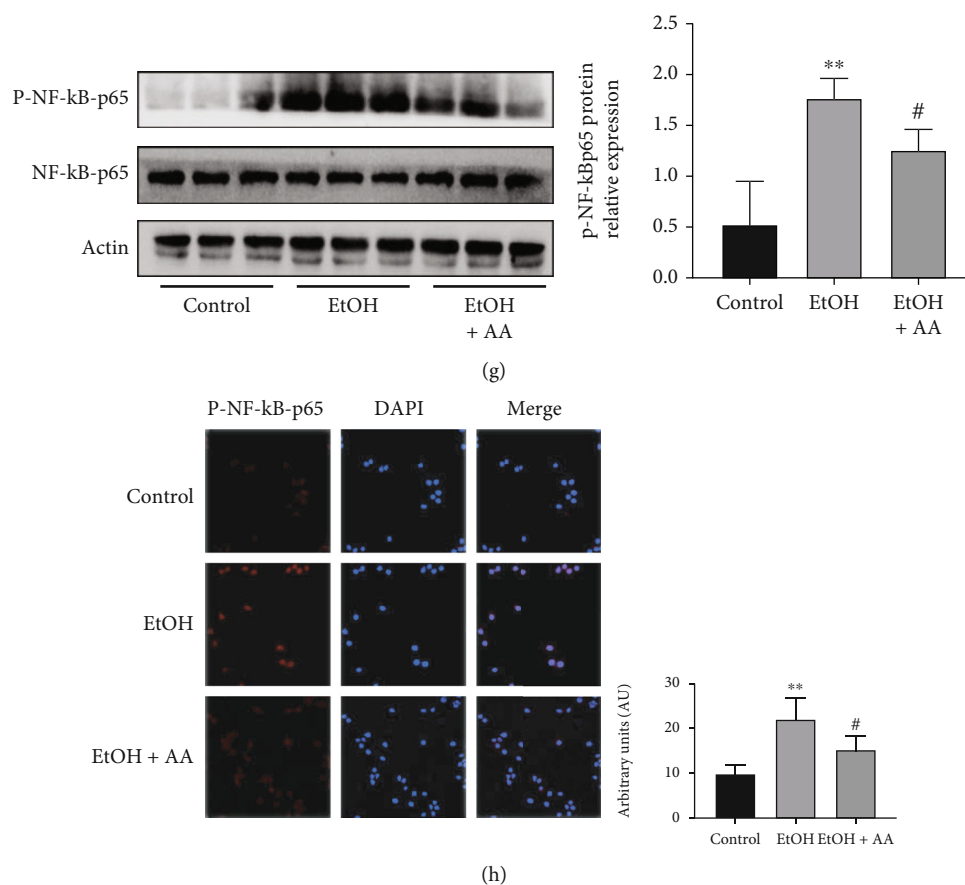 P-NF-kB-p65
NF-kB-p65
Actin
Control
EtOH
EtOH
+ AA
p-NF-kBp65 protein
relative expression
2.0
1.5
1.0
0.5
0.0
**
#
Control
EtOH
EtOH
+ AA
(g)
P-NF-kB-p65
DAPI
Merge
Control
EtOH
EtOH + AA
Arbitrary units (AU)
30
20
10
0
**
#
Control
EtOH
EtOH + AA
(h)